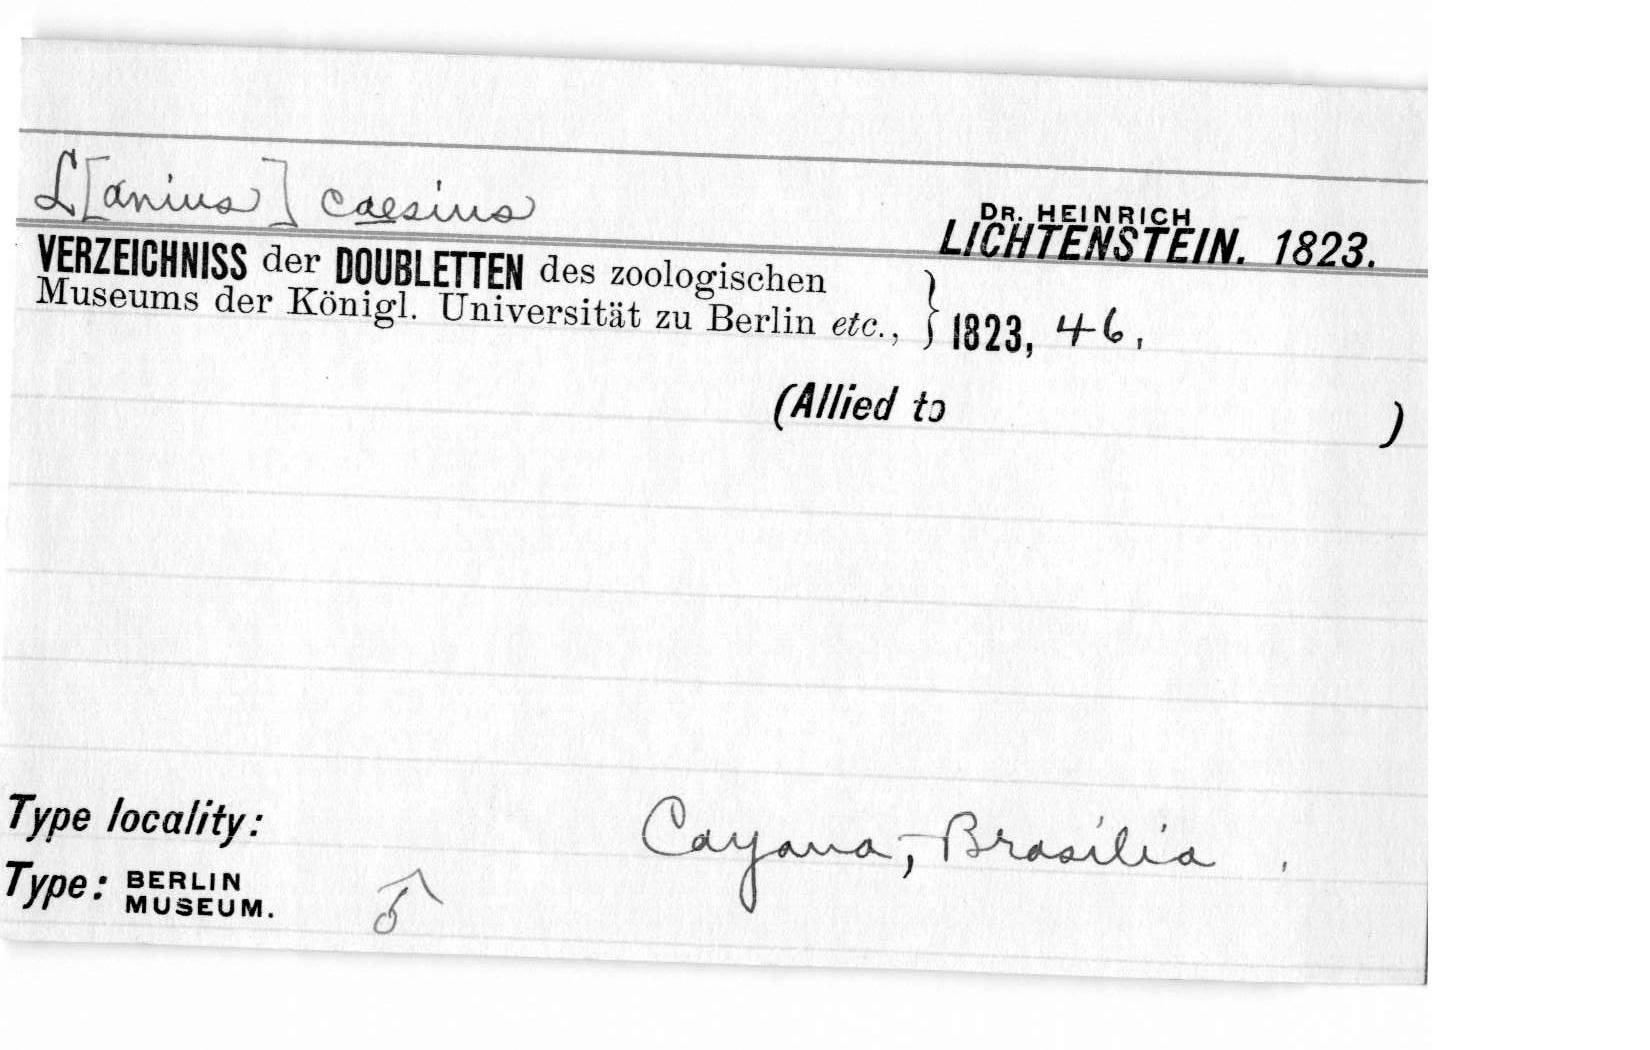 L[anius] caesius
DR. HEINRICH
LICHTENSTEIN. 1823.
VERZEICHNISS der DOUBLETTEN des zoologischen
Museums der Königl. Universität zu Berlin etc., } 1823, 46.
(Allied to )
Type locality: Cayana, Brasilia.
Type: BERLIN MUSEUM. ♂